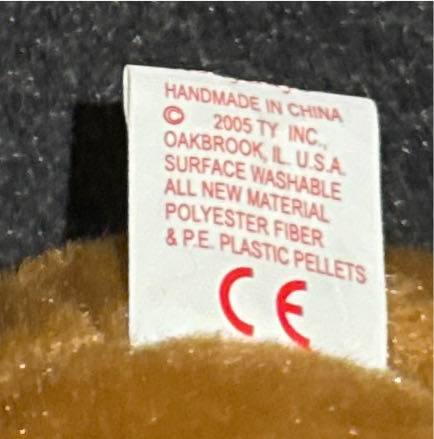 HANDMADE IN CHINA
© 2005 TY INC.,
OAKBROOK, IL. U.S.A.
SURFACE WASHABLE
ALL NEW MATERIAL
POLYESTER FIBER
& P.E. PLASTIC PELLETS
CE